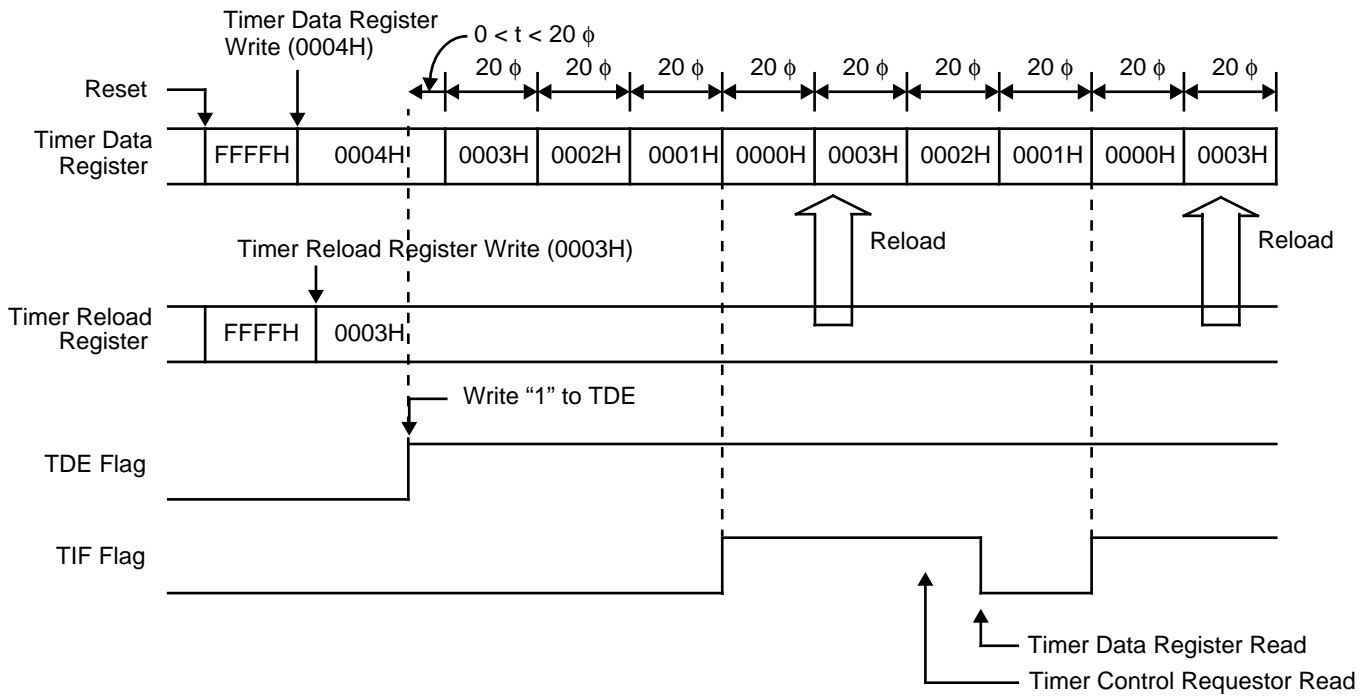 Timer Data Register
Write (0004H)
0 < t < 20 ϕ
20 ϕ 20 ϕ 20 ϕ 20 ϕ 20 ϕ 20 ϕ 20 ϕ 20 ϕ 20 ϕ
Reset
Timer Data
Register
FFFFH 0004H 0003H 0002H 0001H 0000H 0003H 0002H 0001H 0000H 0003H
Reload Reload
Timer Reload Register Write (0003H)
Timer Reload
Register
FFFFH 0003H
Write “1” to TDE
TDE Flag
TIF Flag
Timer Data Register Read
Timer Control Requestor Read